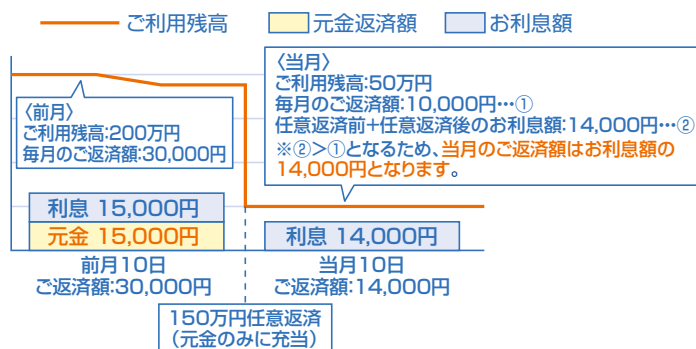 ご利用残高 元金返済額 お利息額
〈当月〉
ご利用残高:50万円
毎月のご返済額:10,000円…①
任意返済前+任意返済後のお利息額:14,000円…②
※②>①となるため、当月のご返済額はお利息額の
14,000円となります。
〈前月〉
ご利用残高:200万円
毎月のご返済額:30,000円
利息 15,000円
元金 15,000円
利息 14,000円
前月10日
ご返済額:30,000円
当月10日
ご返済額:14,000円
150万円任意返済
(元金のみに充当)